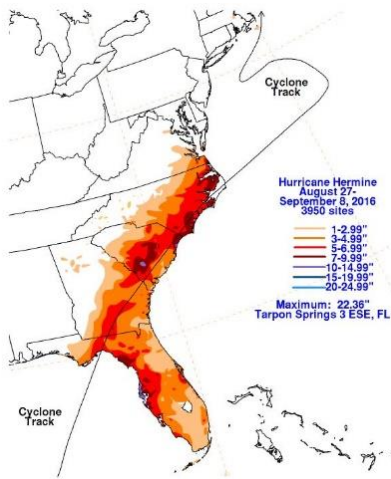 Cyclone
Track
Hurricane Hermine
August 27-
September 8, 2016
3950 sites
1-2.99"
3-4.99"
5-6.99"
7-9.99"
10-14.99"
15-19.99"
20-24.99"
Maximum: 22.36"
Tarpon Springs 3 ESE, FL
Cyclone
Track